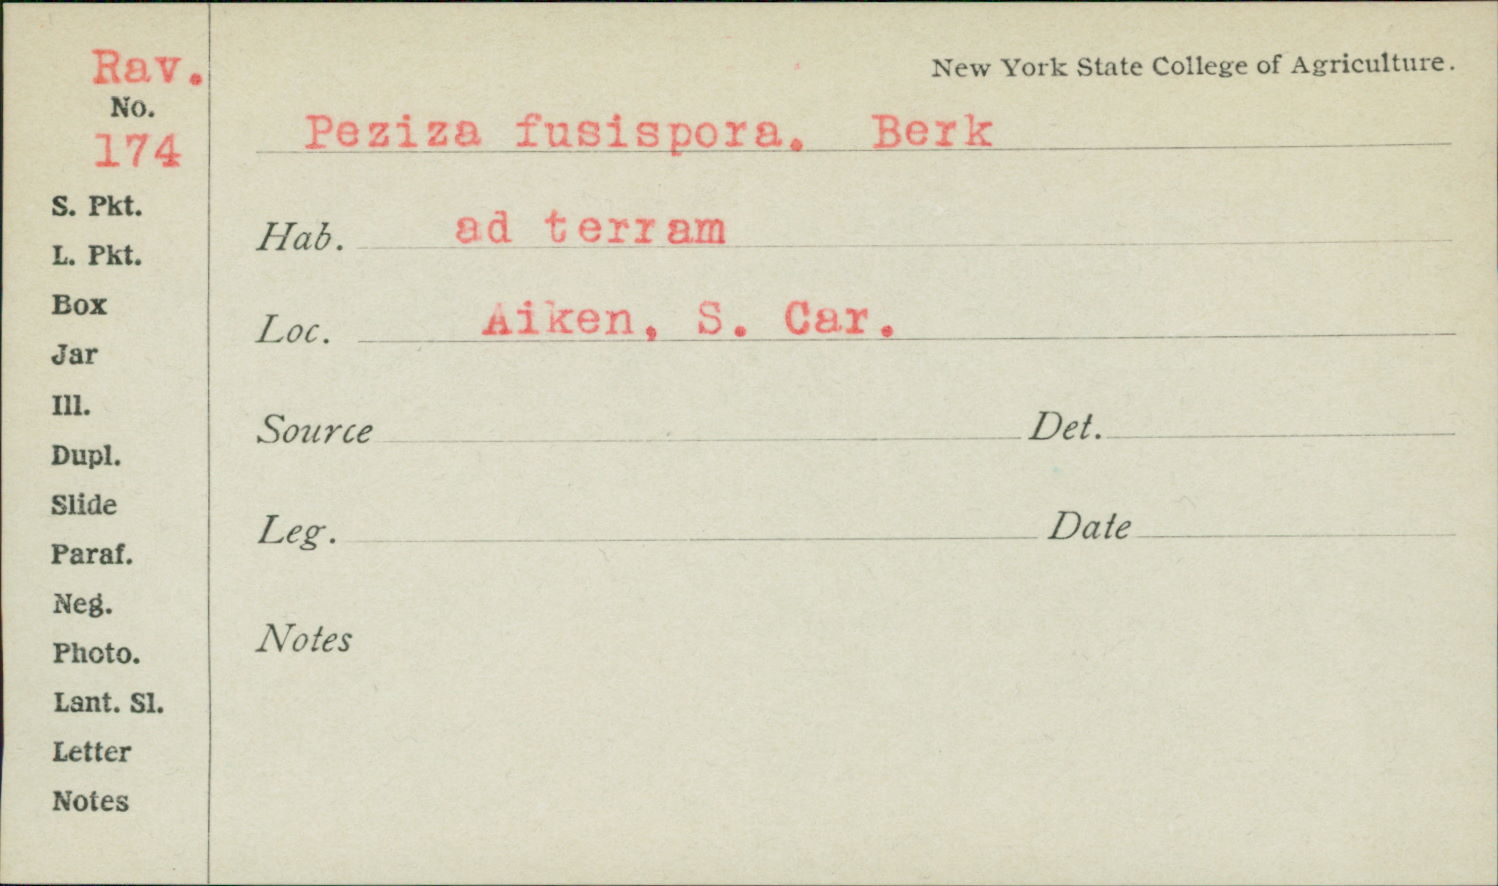 Rav.
New York State College of Agriculture.
No.
174
Peziza fusispora. Berk
S. Pkt.
Hab. ad terram
L. Pkt.
Box
Loc. Aiken, S. Car.
Jar
Ill.
Source Det.
Dupl.
Slide
Leg. Date
Paraf.
Neg.
Notes
Photo.
Lant. Sl.
Letter
Notes